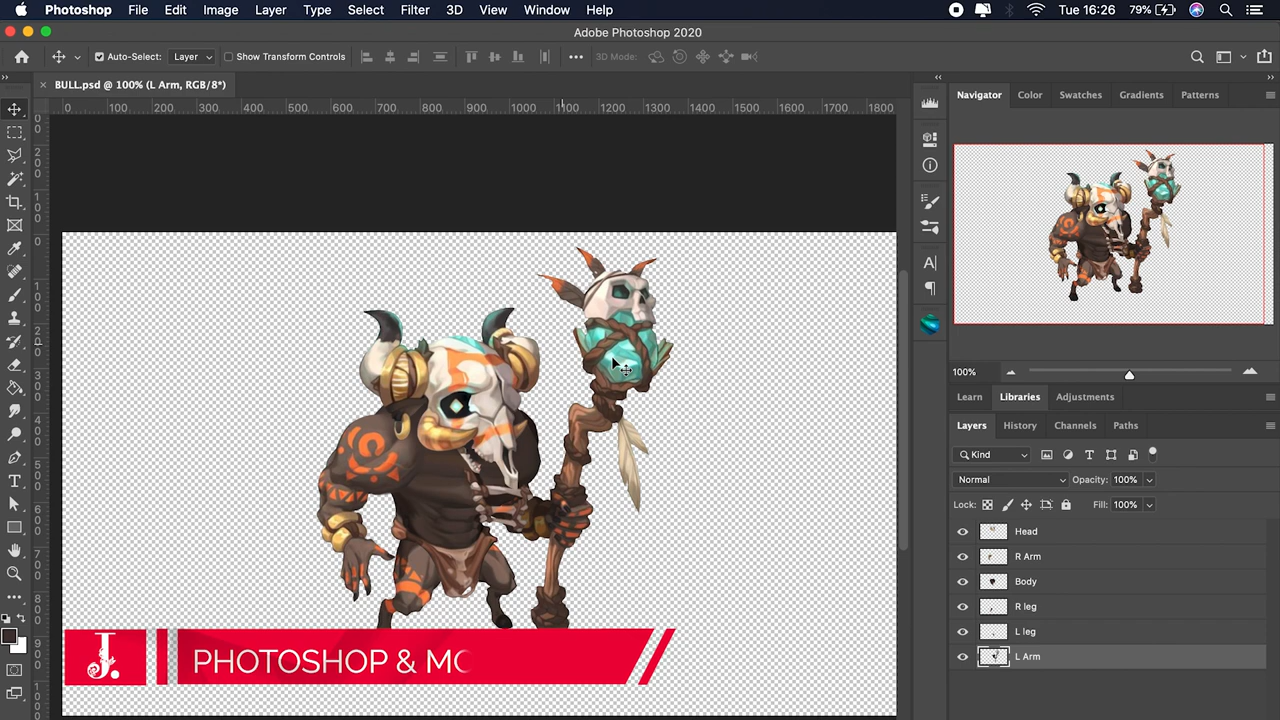 Photoshop File Edit Image Layer Type Select Filter 3D View Window Help Tue 16:26 79%
Adobe Photoshop 2020
Auto-Select: Layer Show Transform Controls 3D Mode:
BULL.psd @ 100% (L Arm, RGB/8*)
0 100 200 300 400 500 600 700 800 900 1000 1100 1200 1300 1400 1500 1600 1700 1800
Navigator Color Swatches Gradients Patterns
100%
Learn Libraries Adjustments
Layers History Channels Paths
Kind
Normal Opacity: 100%
Lock: Fill: 100%
Head
R Arm
Body
R leg
L leg
L Arm
J. PHOTOSHOP & MO